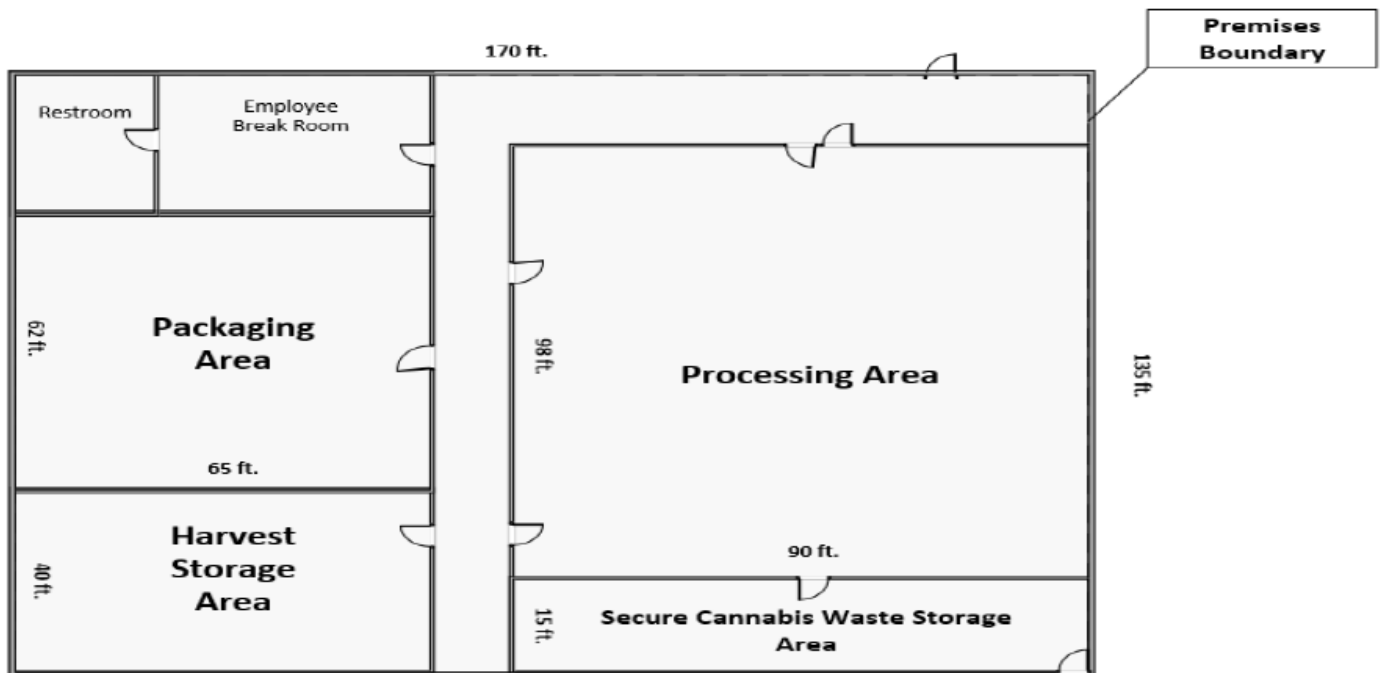 Premises
Boundary
170 ft.
Restroom
Employee
Break Room
62 ft.
Packaging
Area
98 ft.
Processing Area
135 ft.
65 ft.
Harvest
Storage
Area
40 ft.
90 ft.
15 ft.
Secure Cannabis Waste Storage
Area